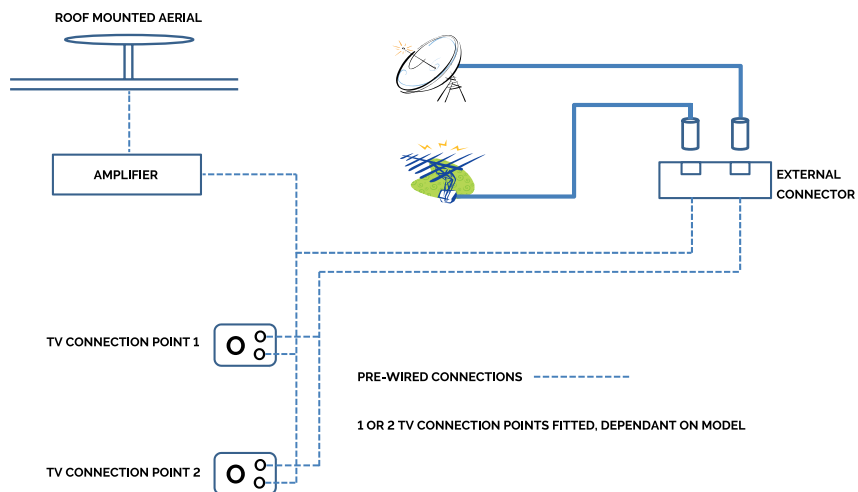 ROOF MOUNTED AERIAL
AMPLIFIER
EXTERNAL
CONNECTOR
TV CONNECTION POINT 1
PRE-WIRED CONNECTIONS
1 OR 2 TV CONNECTION POINTS FITTED, DEPENDANT ON MODEL
TV CONNECTION POINT 2